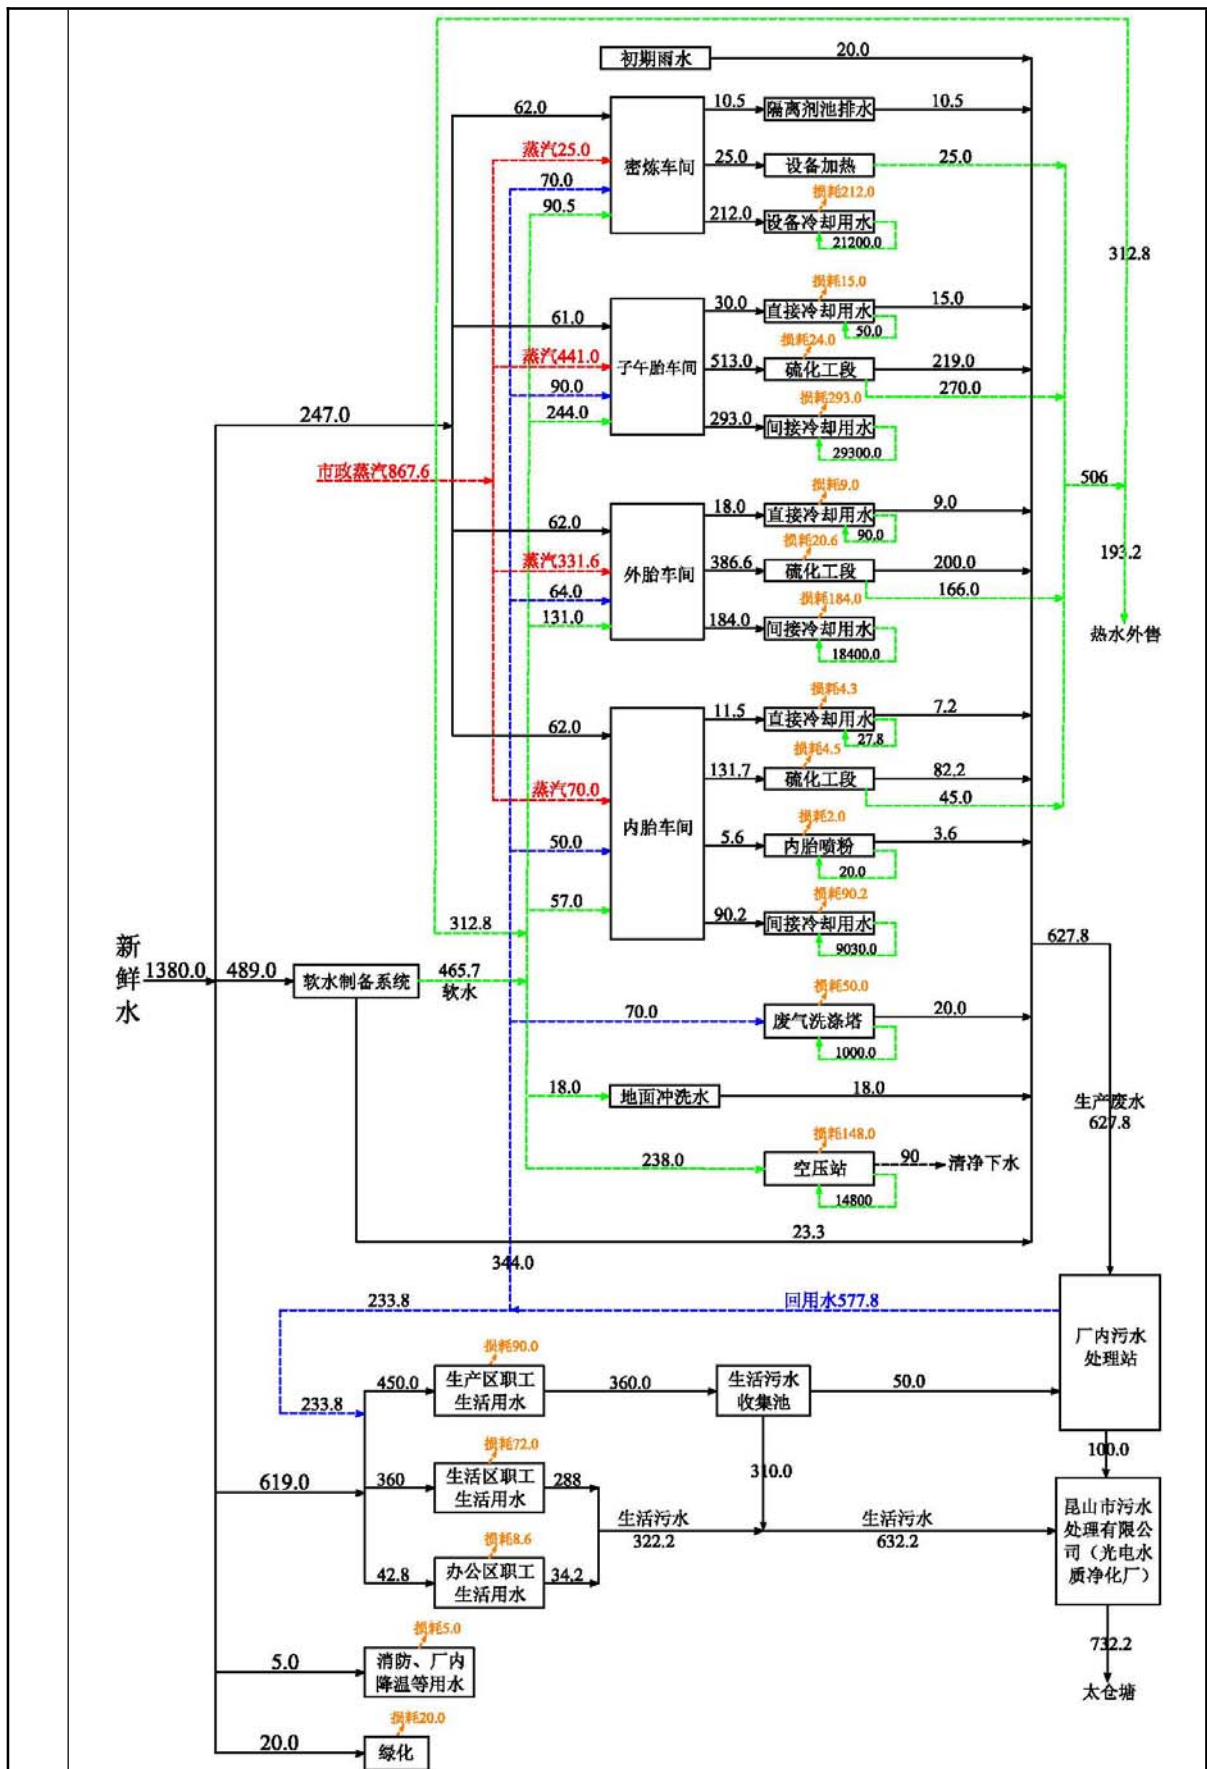 初期雨水
20.0
62.0
蒸汽25.0
70.0
90.5
密炼车间
10.5
隔离剂池排水
10.5
25.0
设备加热
25.0
损耗212.0
212.0
设备冷却用水
21200.0
312.8
61.0
蒸汽441.0
90.0
244.0
子午胎车间
损耗15.0
30.0
直接冷却用水
15.0
50.0
损耗24.0
513.0
硫化工段
219.0
270.0
损耗293.0
293.0
间接冷却用水
29300.0
247.0
市政蒸汽867.6
506
62.0
蒸汽331.6
64.0
131.0
外胎车间
损耗9.0
18.0
直接冷却用水
9.0
90.0
损耗20.6
386.6
硫化工段
200.0
166.0
损耗184.0
184.0
间接冷却用水
18400.0
193.2
热水外售
62.0
蒸汽70.0
50.0
57.0
内胎车间
损耗4.3
11.5
直接冷却用水
7.2
27.8
损耗4.5
131.7
硫化工段
82.2
45.0
损耗2.0
5.6
内胎喷粉
3.6
20.0
损耗90.2
90.2
间接冷却用水
9030.0
312.8
627.8
新鲜水
1380.0
489.0
软水制备系统
465.7
软水
损耗50.0
70.0
废气洗涤塔
20.0
1000.0
18.0
地面冲洗水
18.0
生产废水
627.8
损耗148.0
238.0
空压站
90
清净下水
14800
23.3
344.0
233.8
回用水577.8
厂内污水
处理站
损耗90.0
450.0
生产区职工
生活用水
360.0
生活污水
收集池
50.0
233.8
100.0
损耗72.0
619.0
360
生活区职工
生活用水
288
310.0
生活污水
322.2
生活污水
632.2
昆山市污水
处理有限公
司（光电水
质净化厂）
损耗8.6
42.8
办公区职工
生活用水
34.2
732.2
太仓塘
损耗5.0
5.0
消防、厂内
降温等用水
损耗20.0
20.0
绿化